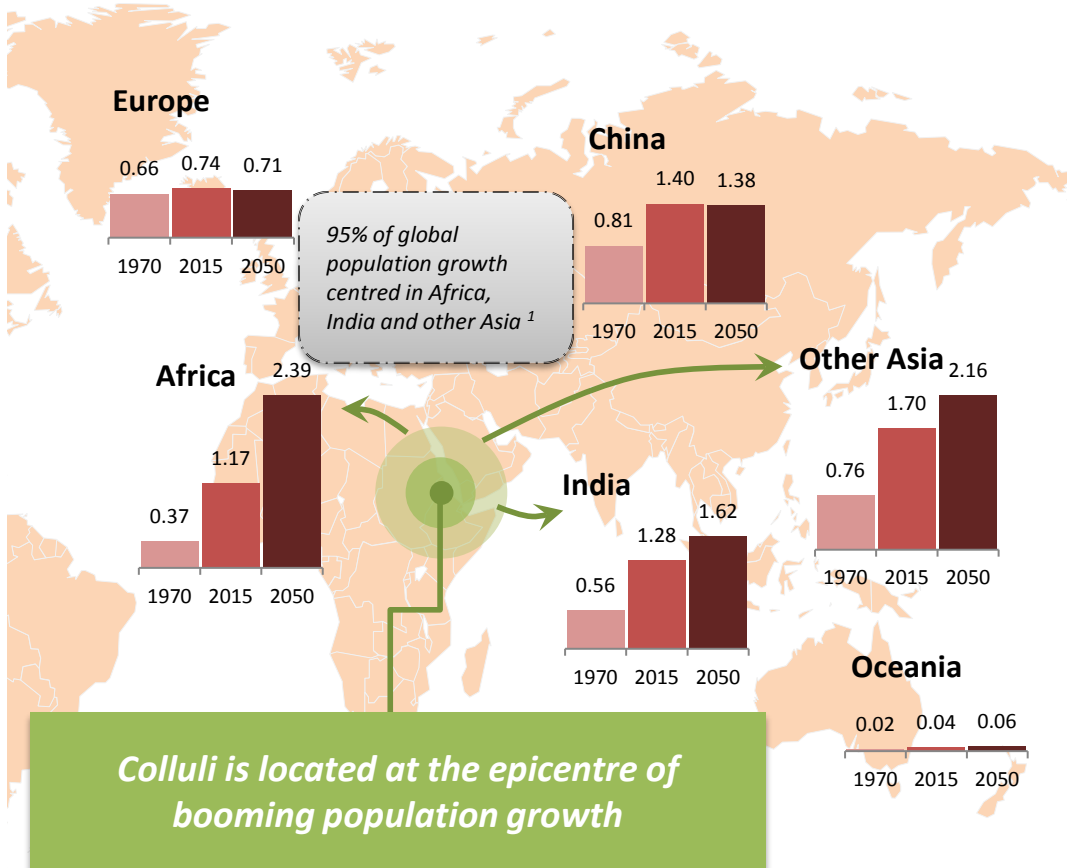 Europe
0.66 0.74 0.71
1970 2015 2050
95% of global
population growth
centred in Africa,
India and other Asia ¹
China
0.81 1.40 1.38
1970 2015 2050
Africa
0.37 1.17 2.39
1970 2015 2050
Other Asia
0.76 1.70 2.16
1970 2015 2050
India
0.56 1.28 1.62
1970 2015 2050
Oceania
0.02 0.04 0.06
1970 2015 2050
Colluli is located at the epicentre of
booming population growth